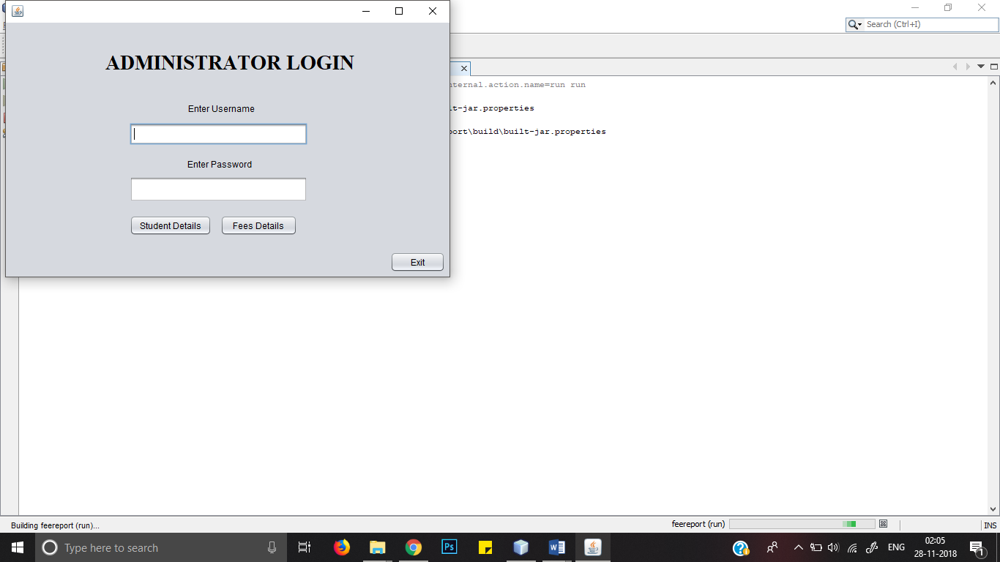 Search (Ctrl+I)
ADMINISTRATOR LOGIN
nternal.action.name=run run
Enter Username
lt-jar.properties
port\build\built-jar.properties
Enter Password
Student Details
Fees Details
Exit
Building feereport (run)...
feereport (run)
INS
Type here to search
Ps
ENG
02:05
28-11-2018
1